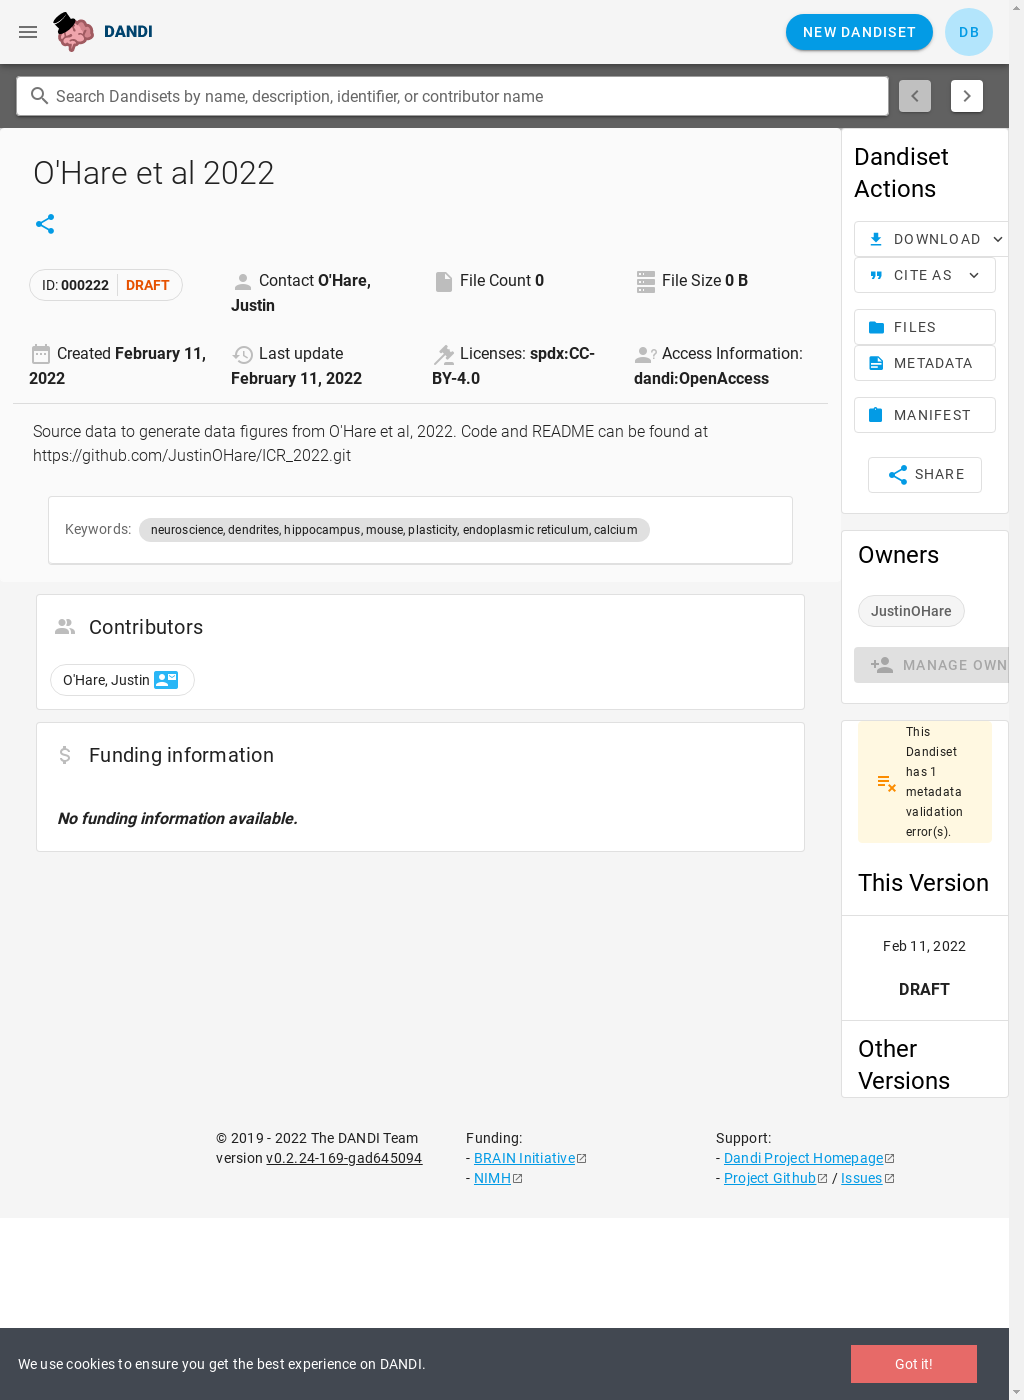 DANDI
NEW DANDISET
DB
Search Dandisets by name, description, identifier, or contributor name
O'Hare et al 2022
ID: 000222 DRAFT
Contact O'Hare,
Justin
File Count 0
File Size 0 B
Created February 11,
2022
Last update
February 11, 2022
Licenses: spdx:CC-
BY-4.0
Access Information:
dandi:OpenAccess
Source data to generate data figures from O'Hare et al, 2022. Code and README can be found at
https://github.com/JustinOHare/ICR_2022.git
Keywords: neuroscience, dendrites, hippocampus, mouse, plasticity, endoplasmic reticulum, calcium
Contributors
O'Hare, Justin
Funding information
No funding information available.
Dandiset
Actions
DOWNLOAD
CITE AS
FILES
METADATA
MANIFEST
SHARE
Owners
JustinOHare
MANAGE OWN
This
Dandiset
has 1
metadata
validation
error(s).
This Version
Feb 11, 2022
DRAFT
Other
Versions
© 2019 - 2022 The DANDI Team
version v0.2.24-169-gad645094
Funding:
- BRAIN Initiative
- NIMH
Support:
- Dandi Project Homepage
- Project Github / Issues
We use cookies to ensure you get the best experience on DANDI.
Got it!